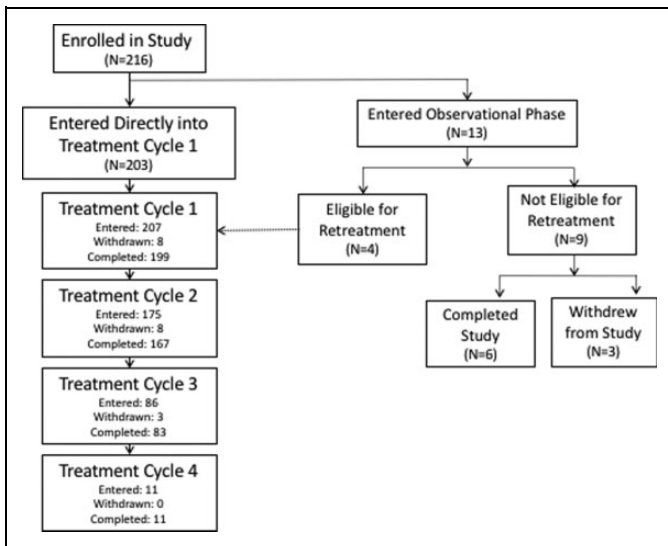 Enrolled in Study
(N=216)
Entered Directly into
Treatment Cycle 1
(N=203)
Entered Observational Phase
(N=13)
Treatment Cycle 1
Entered: 207
Withdrawn: 8
Completed: 199
Eligible for
Retreatment
(N=4)
Not Eligible for
Retreatment
(N=9)
Treatment Cycle 2
Entered: 175
Withdrawn: 8
Completed: 167
Completed
Study
(N=6)
Withdrew
from Study
(N=3)
Treatment Cycle 3
Entered: 86
Withdrawn: 3
Completed: 83
Treatment Cycle 4
Entered: 11
Withdrawn: 0
Completed: 11